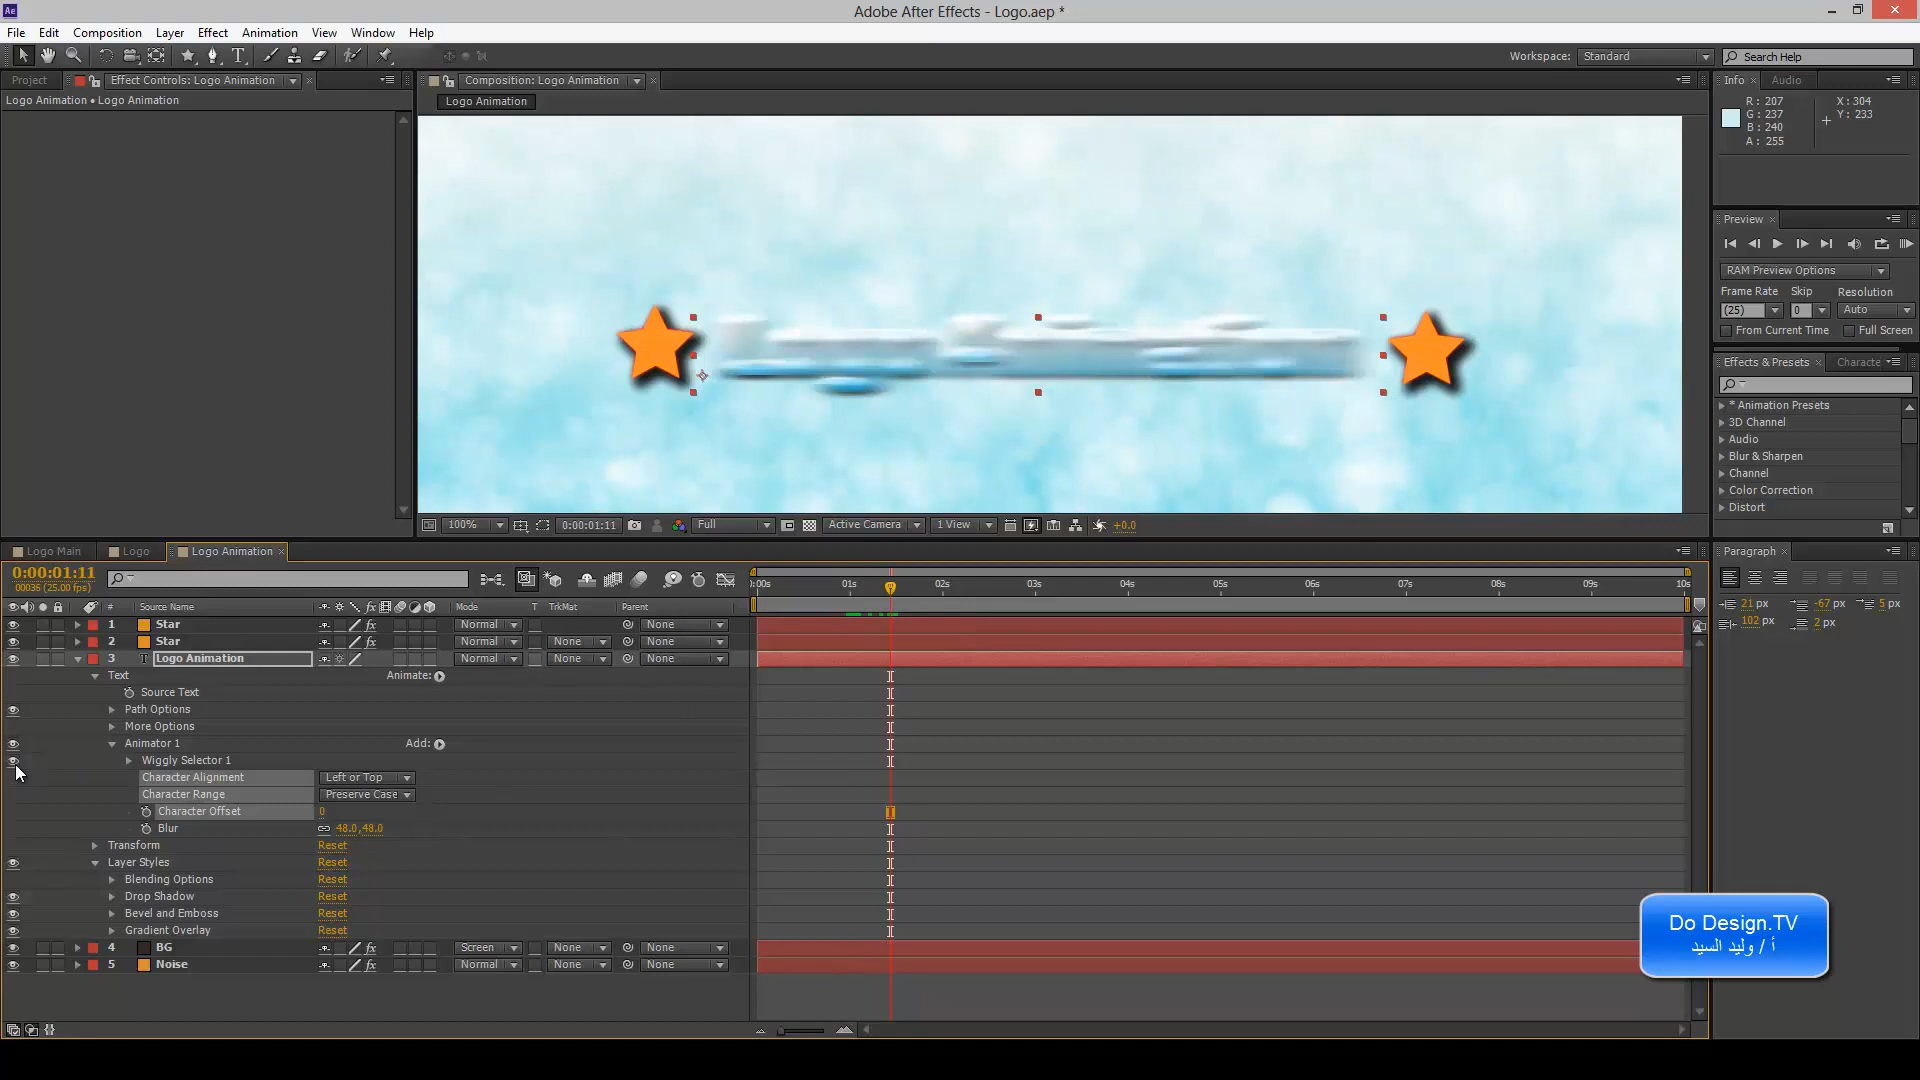 Ae
Adobe After Effects - Logo.aep *
File Edit Composition Layer Effect Animation View Window Help
Workspace: Standard Search Help
Project Effect Controls: Logo Animation Composition: Logo Animation Info Audio
Logo Animation • Logo Animation
Logo Animation
R : 207
G : 237
B : 240
A : 255
X : 304
Y : 233
Preview
RAM Preview Options
Frame Rate Skip Resolution
(25) 0 Auto
From Current Time Full Screen
Effects & Presets Characte
* Animation Presets
3D Channel
Audio
Blur & Sharpen
Channel
Color Correction
Distort
100% 0:00:01:11 Full Active Camera 1 View +0.0
Logo Main Logo Logo Animation
0:00:01:11
00036 (25.00 fps)
# Source Name Mode T TrkMat Parent
:00s 01s 02s 03s 04s 05s 06s 07s 08s 09s 10s
1 Star Normal None
2 Star Normal None None
3 T Logo Animation Normal None None
Text Animate:
Source Text
Path Options
More Options
Animator 1 Add:
Wiggly Selector 1
Character Alignment Left or Top
Character Range Preserve Case
Character Offset 0
Blur 48.0,48.0
Transform Reset
Layer Styles Reset
Blending Options Reset
Drop Shadow Reset
Bevel and Emboss Reset
Gradient Overlay Reset
4 BG Screen None None
5 Noise Normal None None
Paragraph
21 px -67 px 5 px
102 px 2 px
Do Design.TV
أ / وليد السيد